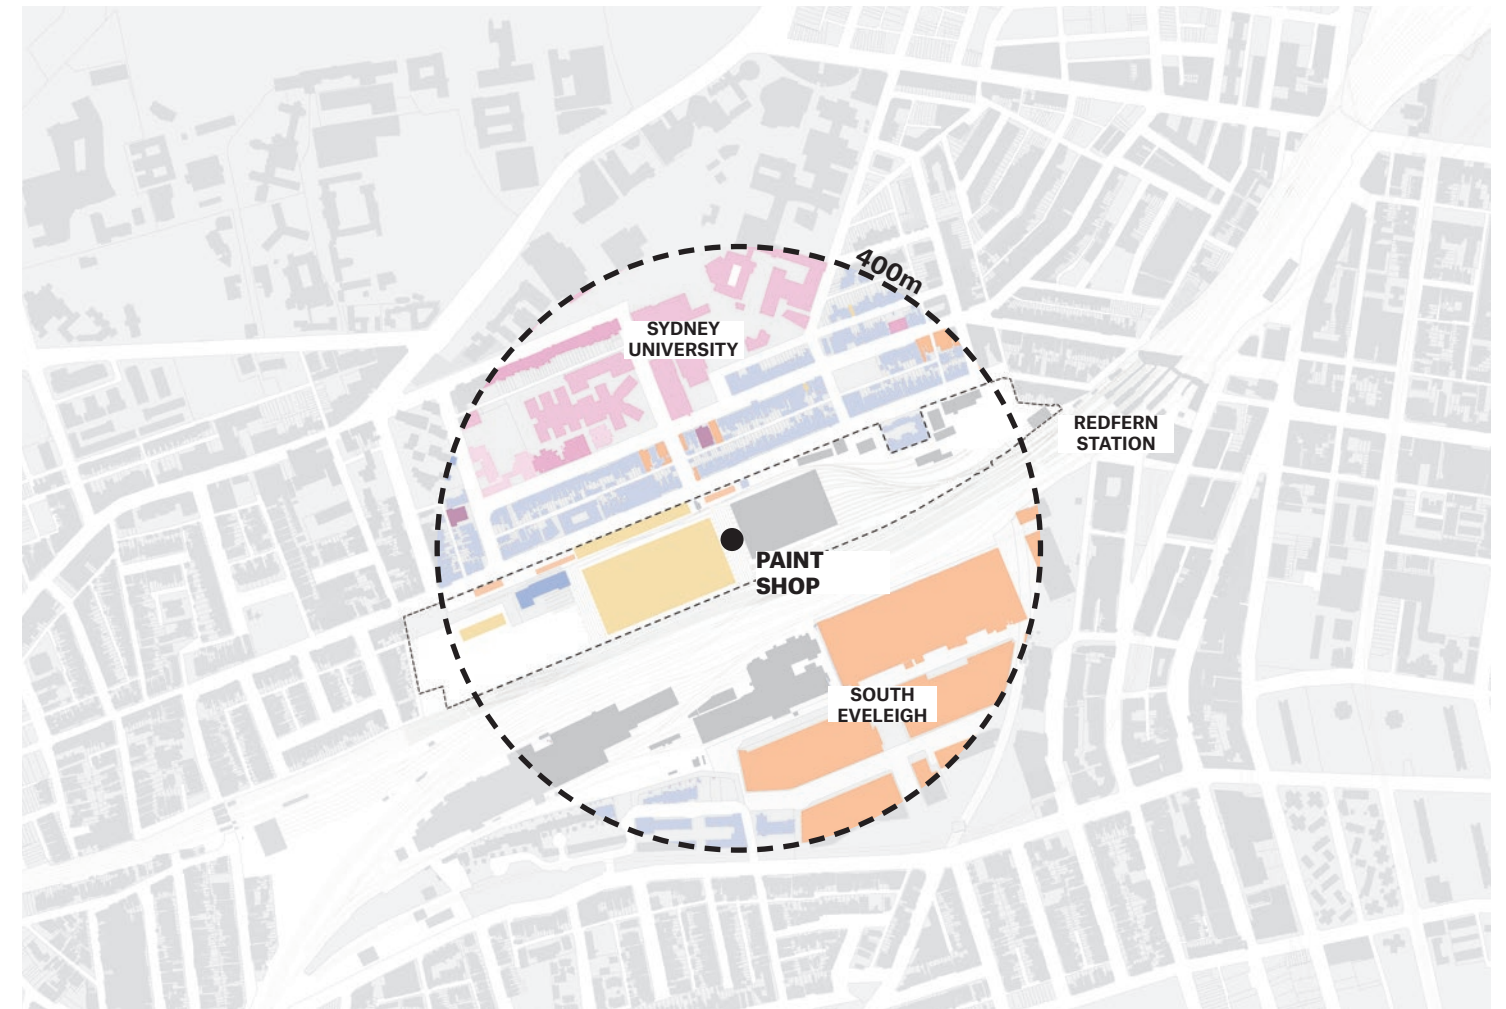 400m
SYDNEY
UNIVERSITY
REDFERN
STATION
PAINT
SHOP
SOUTH
EVELEIGH